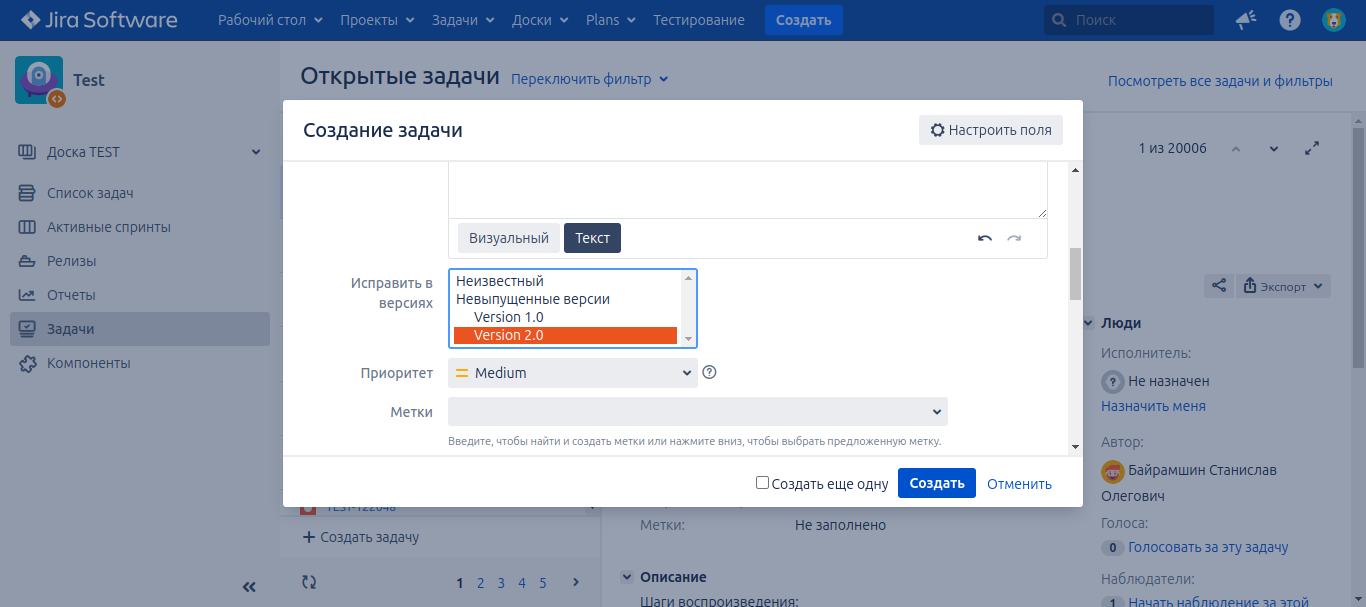 Jira Software Рабочий стол Проекты Задачи Доски Plans Тестирование Создать Поиск
Test
Открытые задачи Переключить фильтр
Посмотреть все задачи и фильтры
Создание задачи
Настроить поля
Доска TEST
1 из 20006
Список задач
Активные спринты
Релизы
Отчеты
Задачи
Компоненты
Визуальный Текст
Исправить в
версиях
Неизвестный
Невыпущенные версии
Version 1.0
Version 2.0
Приоритет Medium
Метки
Введите, чтобы найти и создать метки или нажмите вниз, чтобы выбрать предложенную метку.
Создать еще одну Создать Отменить
Экспорт
Люди
Исполнитель:
Не назначен
Назначить меня
Автор:
Байрамшин Станислав
Олегович
Голоса:
0 Голосовать за эту задачу
Наблюдатели:
1 Начать наблюдение за этой
Создать задачу
1 2 3 4 5
Метки: Не заполнено
Описание
Шаги воспроизведения: